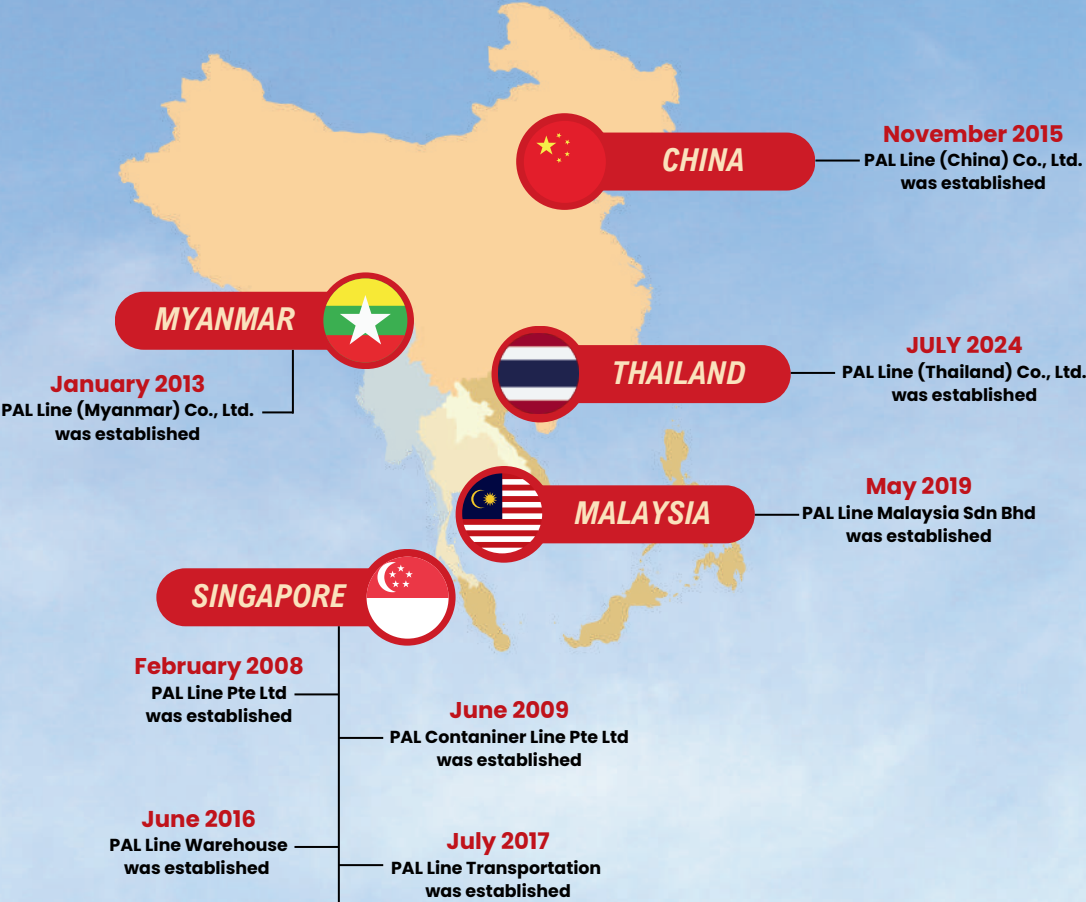 CHINA
November 2015
PAL Line (China) Co., Ltd.
was established
MYANMAR
January 2013
PAL Line (Myanmar) Co., Ltd.
was established
THAILAND
JULY 2024
PAL Line (Thailand) Co., Ltd.
was established
MALAYSIA
May 2019
PAL Line Malaysia Sdn Bhd
was established
SINGAPORE
February 2008
PAL Line Pte Ltd
was established
June 2009
PAL Contaniner Line Pte Ltd
was established
June 2016
PAL Line Warehouse
was established
July 2017
PAL Line Transportation
was established